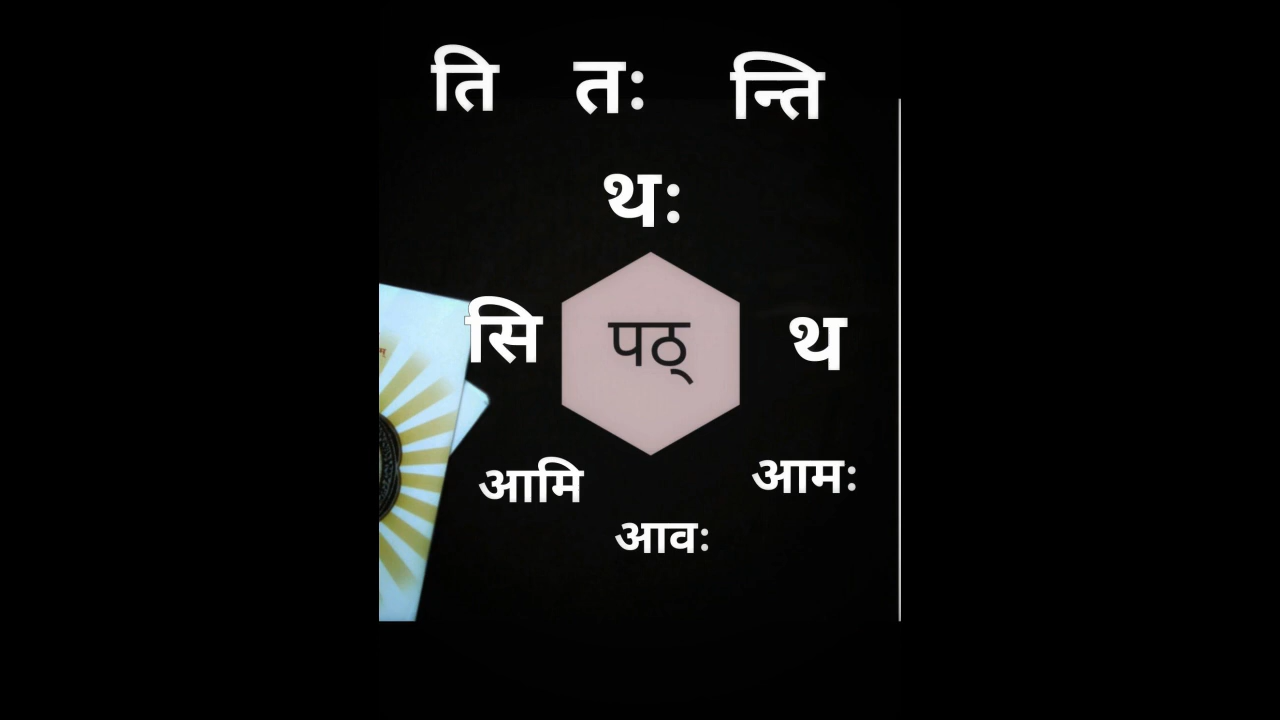 ति तः न्ति
थः
सि पठ् थ
आमि आमः
आवः